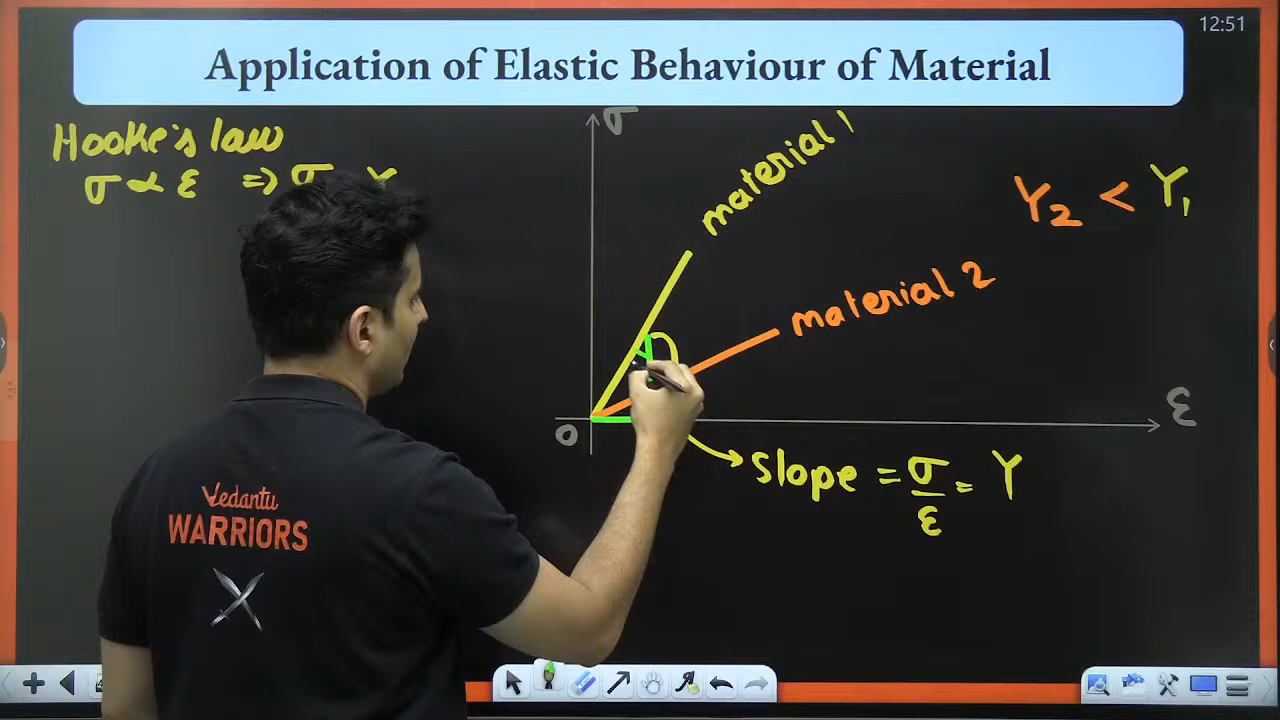 12:51
Application of Elastic Behaviour of Material
Hooke's law
σ ∝ ε ⇒ σ Y
σ
material 1
Y₂ < Y₁
material 2
ε
O
slope = σ/ε = Y
Vedantu
WARRIORS